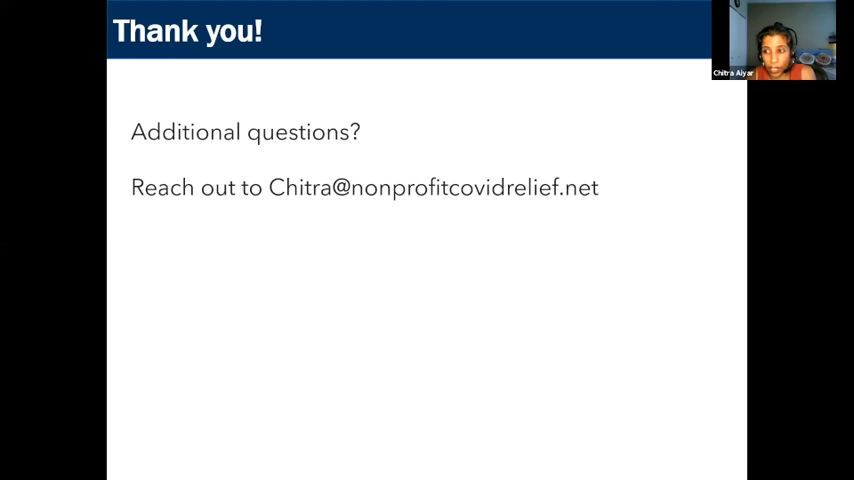 Thank you!
Chitra Aiyar
Additional questions?
Reach out to Chitra@nonprofitcovidrelief.net